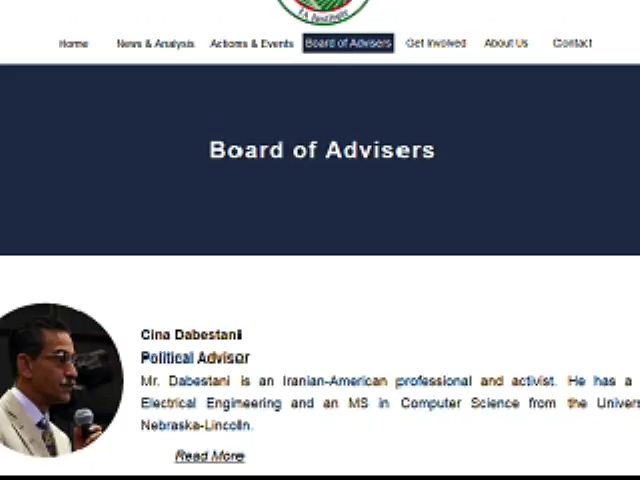 IA Institute
Home News & Analysis Actions & Events Board of Advisers Get Involved About Us Contact
Board of Advisers
Cina Dabestani
Political Advisor
Mr. Dabestani is an Iranian-American professional and activist. He has a
Electrical Engineering and an MS in Computer Science from the Univers
Nebraska-Lincoln.
Read More